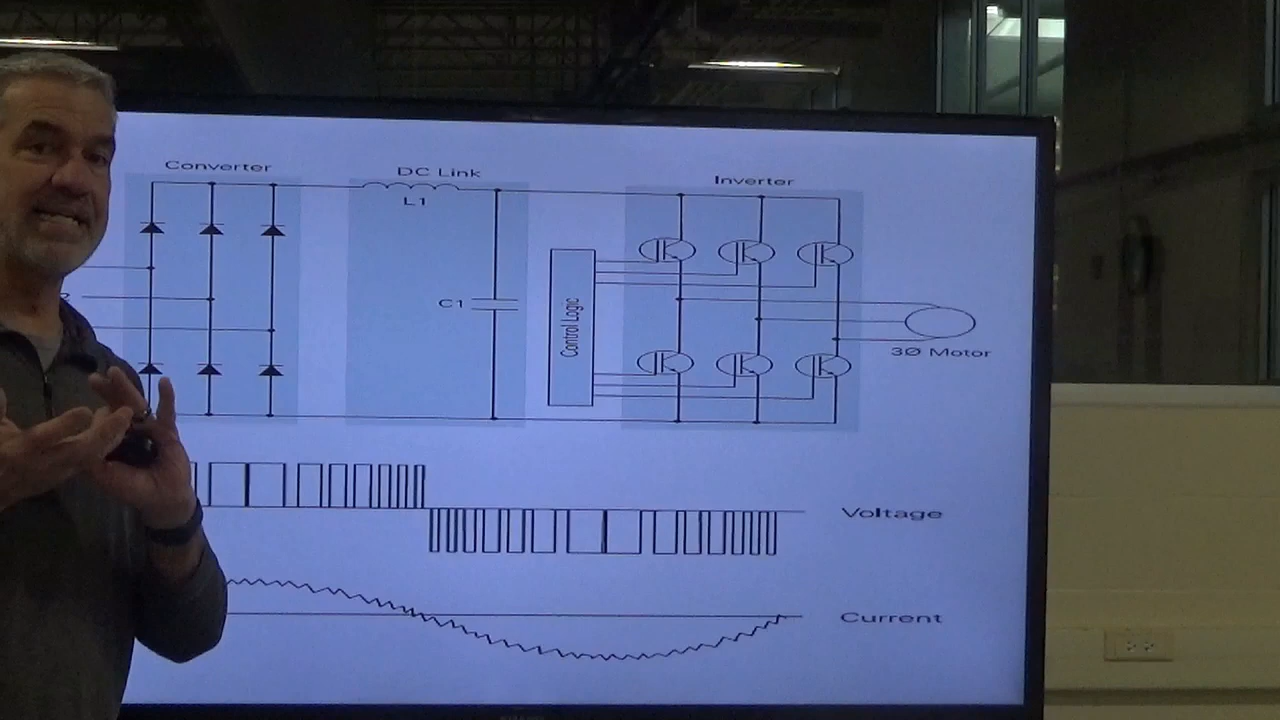 Converter
DC Link
Inverter
L1
C1
Control Logic
3Ø Motor
Voltage
Current